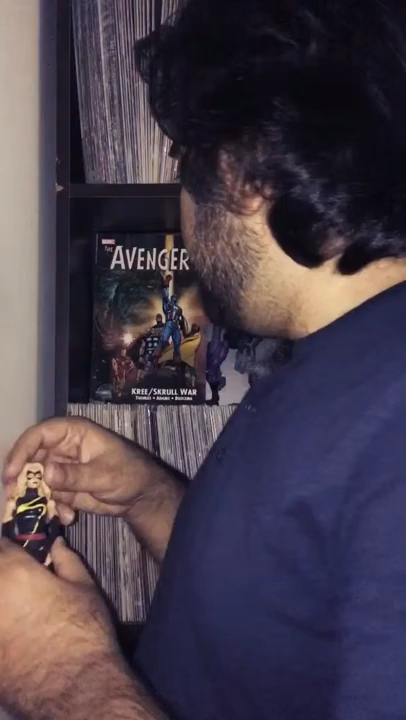 MARVEL
THE AVENGER
KREE/SKRULL WAR
THOMAS • ADAMS • BUSCEMA